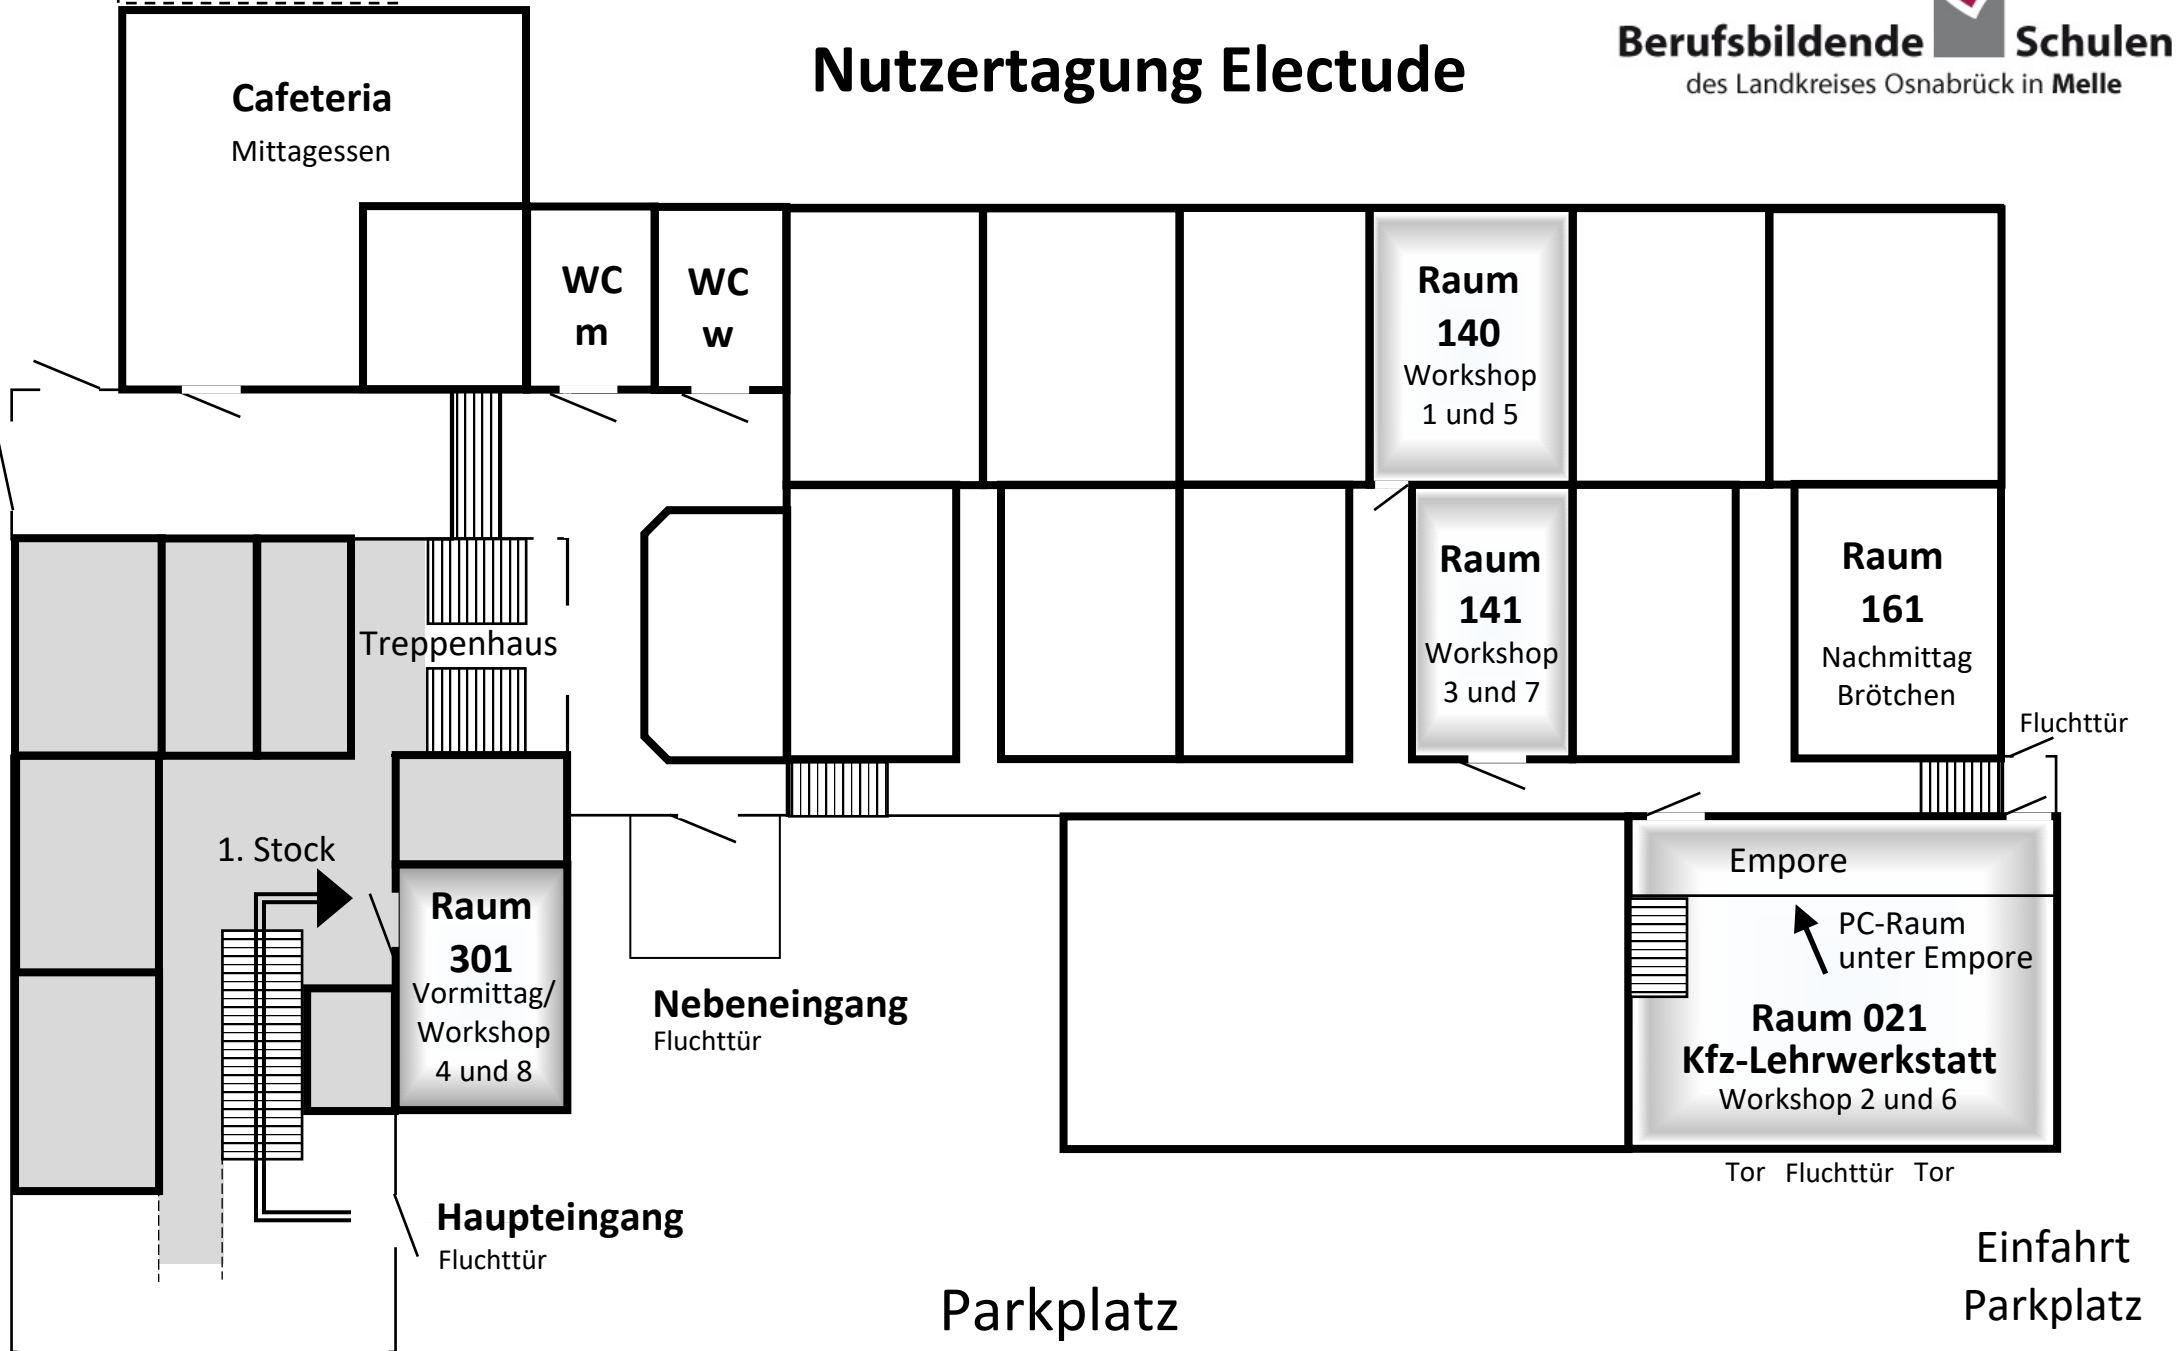 Nutzertagung Electude
Berufsbildende Schulen
des Landkreises Osnabrück in Melle
Cafeteria
Mittagessen
WC
m
WC
w
Raum
140
Workshop
1 und 5
Raum
141
Workshop
3 und 7
Raum
161
Nachmittag
Brötchen
Fluchttür
Treppenhaus
1. Stock
Raum
301
Vormittag/
Workshop
4 und 8
Nebeneingang
Fluchttür
Empore
PC-Raum
unter Empore
Raum 021
Kfz-Lehrwerkstatt
Workshop 2 und 6
Tor Fluchttür Tor
Haupteingang
Fluchttür
Parkplatz
Einfahrt
Parkplatz